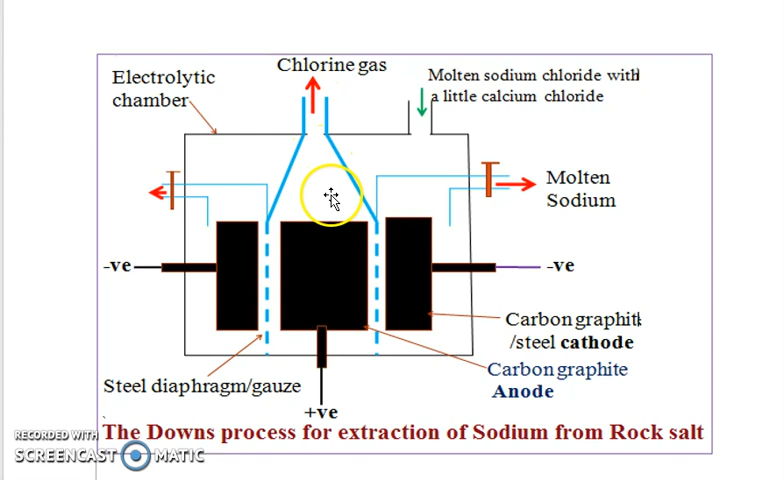 Chlorine gas
Electrolytic
chamber
Molten sodium chloride with
a little calcium chloride
Molten
Sodium
-ve
-ve
Carbon graphit
/steel cathode
Carbon graphite
Anode
Steel diaphragm/gauze
+ve
The Downs process for extraction of Sodium from Rock salt
RECORDED WITH
SCREENCAST MATIC